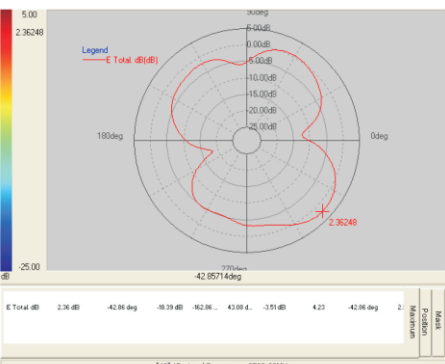 5.00
2.36248
-25.00
dB
Legend
E Total. dB(dB)
5.00dB
0.00dB
-5.00dB
-10.00dB
-15.00dB
-20.00dB
25.00dB
180deg
0deg
2.36248
270deg
-42.85714deg
E Total. dB
2.36 dB
-42.86 deg
-18.39 dB
-162.86...
43.88 d...
-3.51 dB
4.23
-42.86 deg
Maximum
Position
Mask